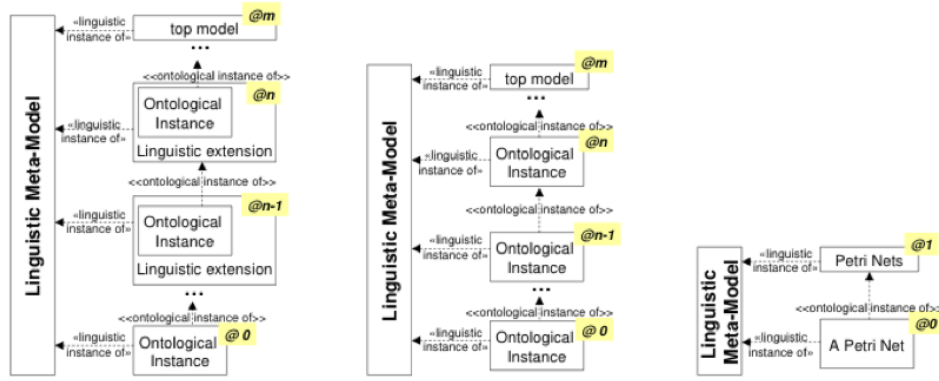 @m
«linguistic
instance of»
top model
...
<<ontological instance of>>
@n
«linguistic
instance of»
Ontological
Instance
Linguistic extension
<<ontological instance of>>
@n-1
«linguistic
instance of»
Ontological
Instance
Linguistic extension
...
<<ontological instance of>>
@ 0
«linguistic
instance of»
Ontological
Instance
Linguistic Meta-Model
@m
«linguistic
instance of»
top model
...
<<ontological instance of>>
@n
«linguistic
instance of»
Ontological
Instance
<<ontological instance of>>
@n-1
«linguistic
instance of»
Ontological
Instance
...
<<ontological instance of>>
@ 0
«linguistic
instance of»
Ontological
Instance
Linguistic Meta-Model
@1
«linguistic
instance of»
Petri Nets
<<ontological instance of>>
@0
«linguistic
instance of»
A Petri Net
Linguistic
Meta-Model